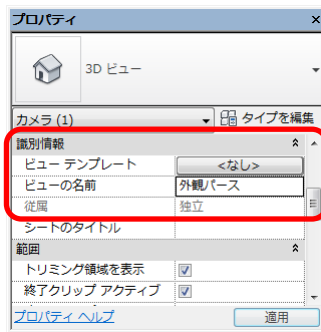 プロパティ
×
3D ビュー
カメラ (1)
タイプを編集
識別情報
ビュー テンプレート
<なし>
ビューの名前
外観パース
従属
独立
シートのタイトル
範囲
トリミング領域を表示
終了クリップ アクティブ
プロパティ ヘルプ
適用